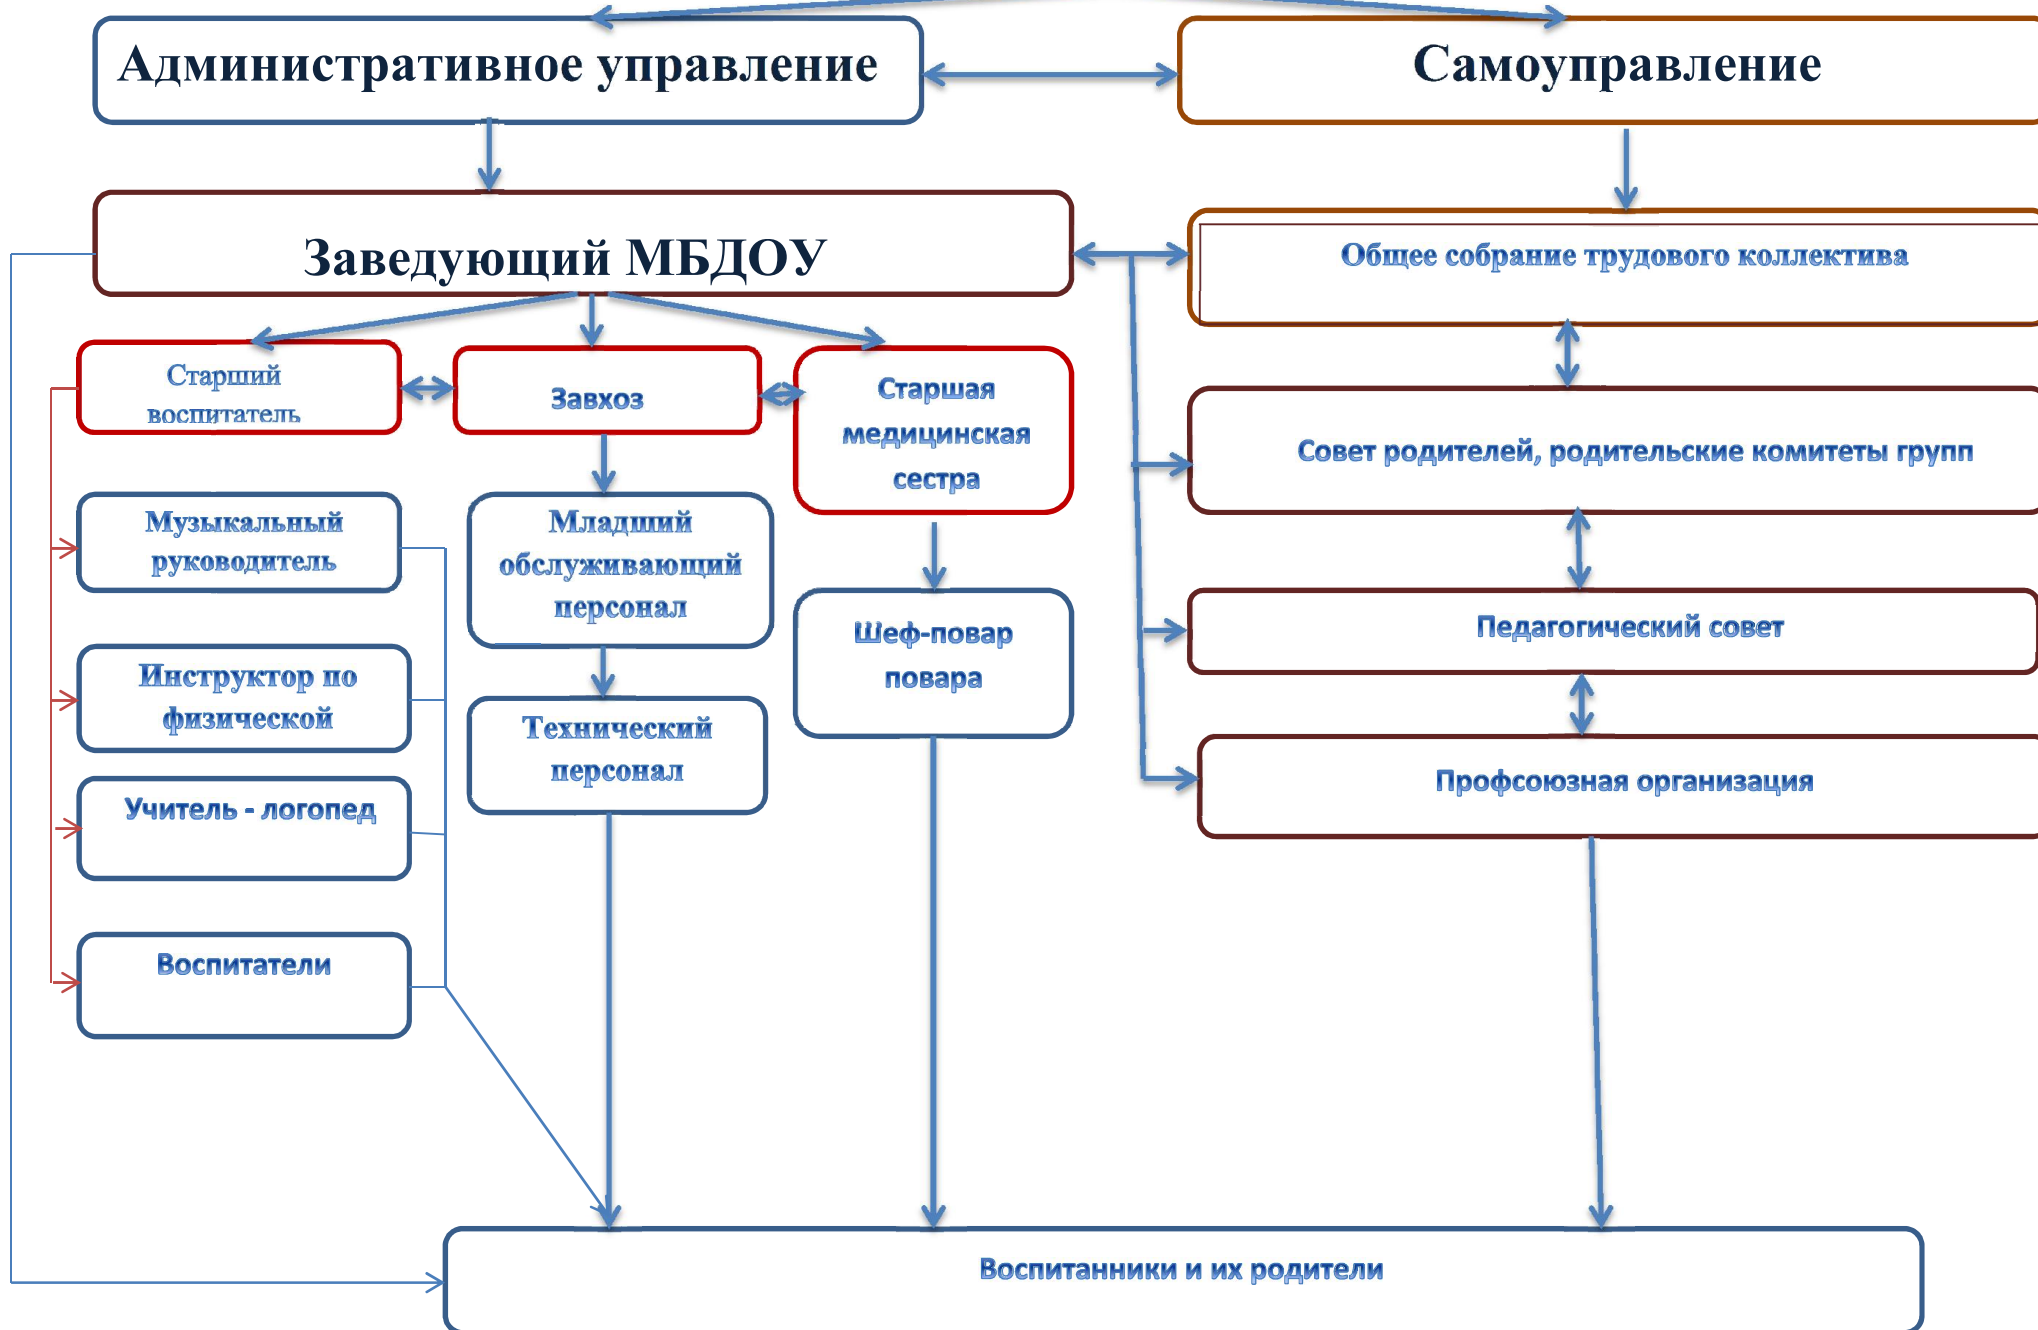 Административное управление
Самоуправление
Заведующий МБДОУ
Общее собрание трудового коллектива
Старший
воспитатель
Завхоз
Старшая
медицинская
сестра
Совет родителей, родительские комитеты групп
Музыкальный
руководитель
Младший
обслуживающий
персонал
Шеф-повар
повара
Педагогический совет
Инструктор по
физической
Технический
персонал
Профсоюзная организация
Учитель - логопед
Воспитатели
Воспитанники и их родители